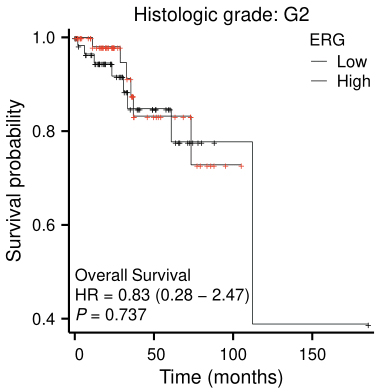 Histologic grade: G2
ERG
Low
High
Survival probability
1.0
0.8
0.6
0.4
Overall Survival
HR = 0.83 (0.28 − 2.47)
P = 0.737
0 50 100 150
Time (months)